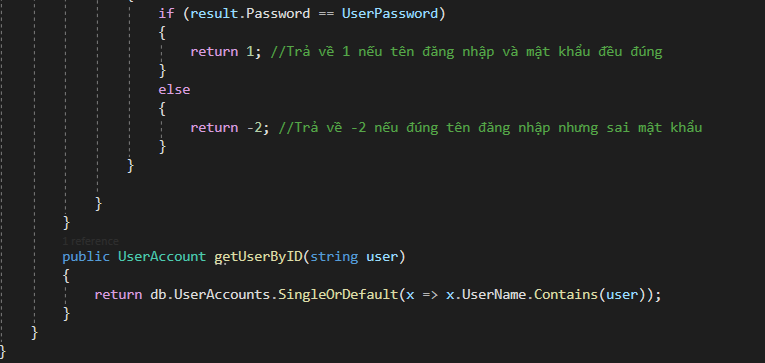 {
if (result.Password == UserPassword)
{
return 1; //Trả về 1 nếu tên đăng nhập và mật khẩu đều đúng
}
else
{
return -2; //Trả về -2 nếu đúng tên đăng nhập nhưng sai mật khẩu
}
}
}
}
1 reference
public UserAccount getUserByID(string user)
{
return db.UserAccounts.SingleOrDefault(x => x.UserName.Contains(user));
}
}
}